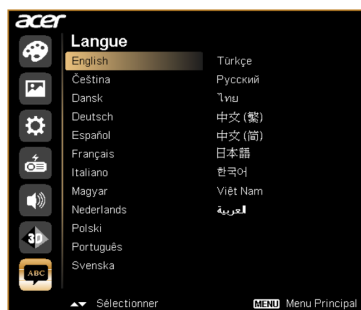 acer
Langue
English
Čeština
Dansk
Deutsch
Español
Français
Italiano
Magyar
Nederlands
Polski
Português
Svenska
Türkçe
Русский
ไทย
中文 (繁)
中文 (简)
日本語
한국어
Việt Nam
العربية
3D
ABC
▲▼ Sélectionner
MENU Menu Principal